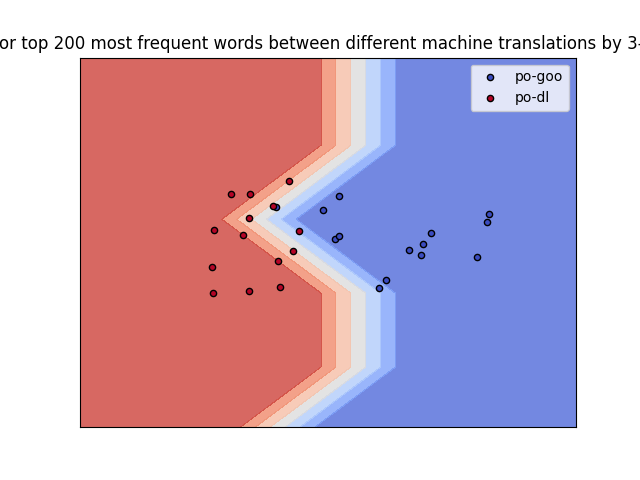 or top 200 most frequent words between different machine translations by 3-
po-goo
po-dl